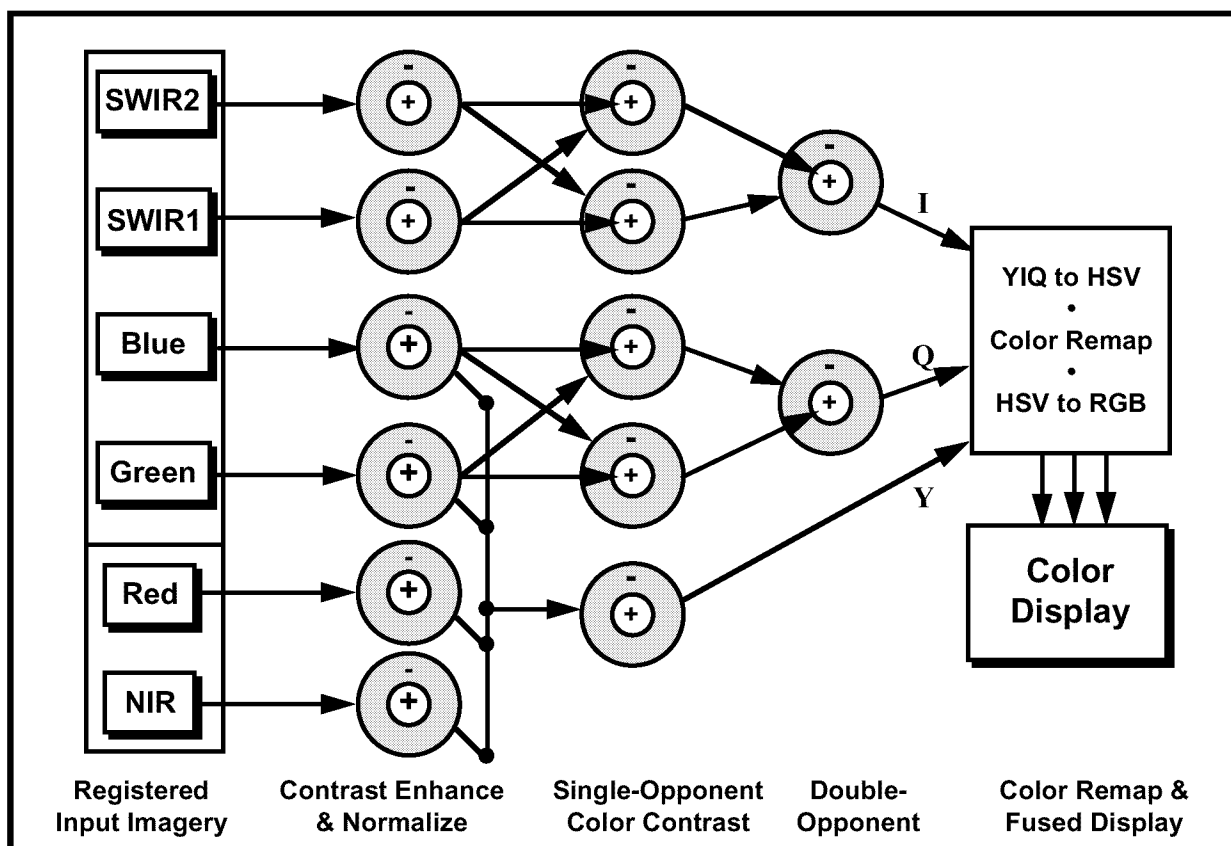 SWIR2
SWIR1
Blue
Green
Red
NIR
-
+
-
+
-
+
-
+
-
+
-
+
-
+
-
+
-
+
-
+
-
+
-
+
-
+
I
Q
Y
YIQ to HSV
•
Color Remap
•
HSV to RGB
Color
Display
Registered
Input Imagery
Contrast Enhance
& Normalize
Single-Opponent
Color Contrast
Double-
Opponent
Color Remap &
Fused Display